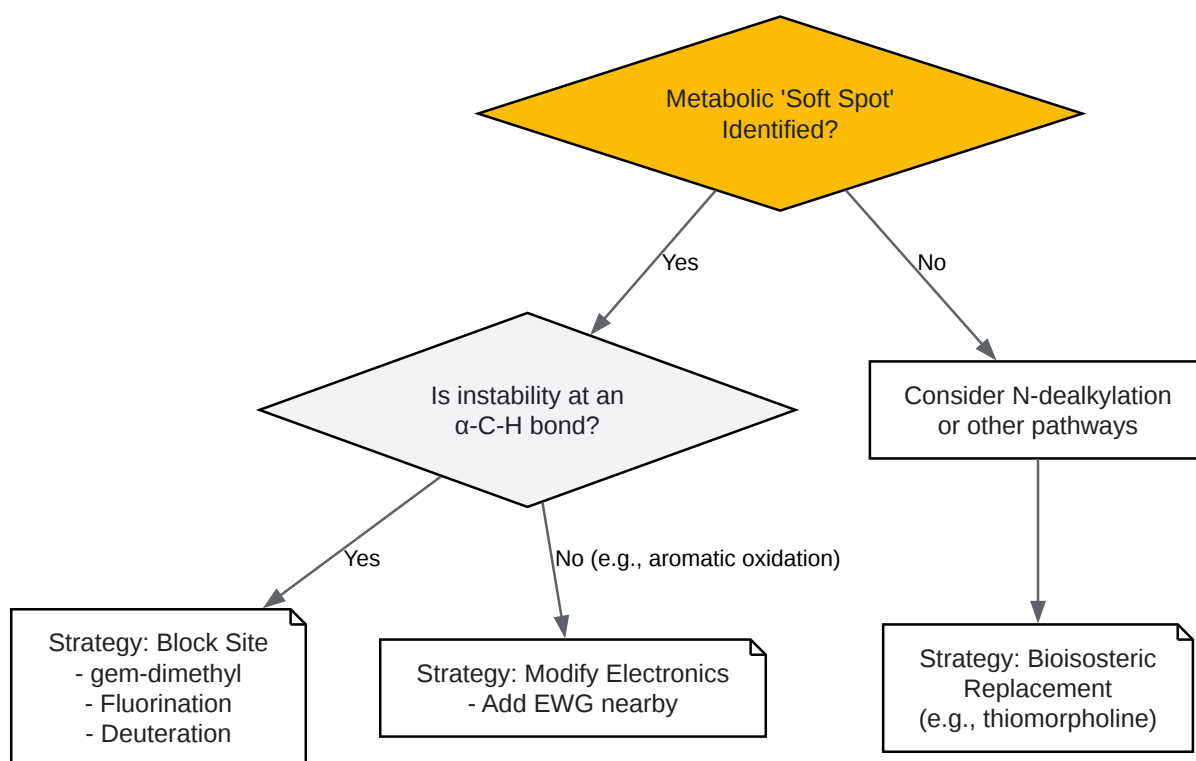 Metabolic 'Soft Spot'
Identified?
Yes
No
Is instability at an
α-C-H bond?
Consider N-dealkylation
or other pathways
Yes
No (e.g., aromatic oxidation)
Strategy: Block Site
- gem-dimethyl
- Fluorination
- Deuteration
Strategy: Modify Electronics
- Add EWG nearby
Strategy: Bioisosteric
Replacement
(e.g., thiomorpholine)